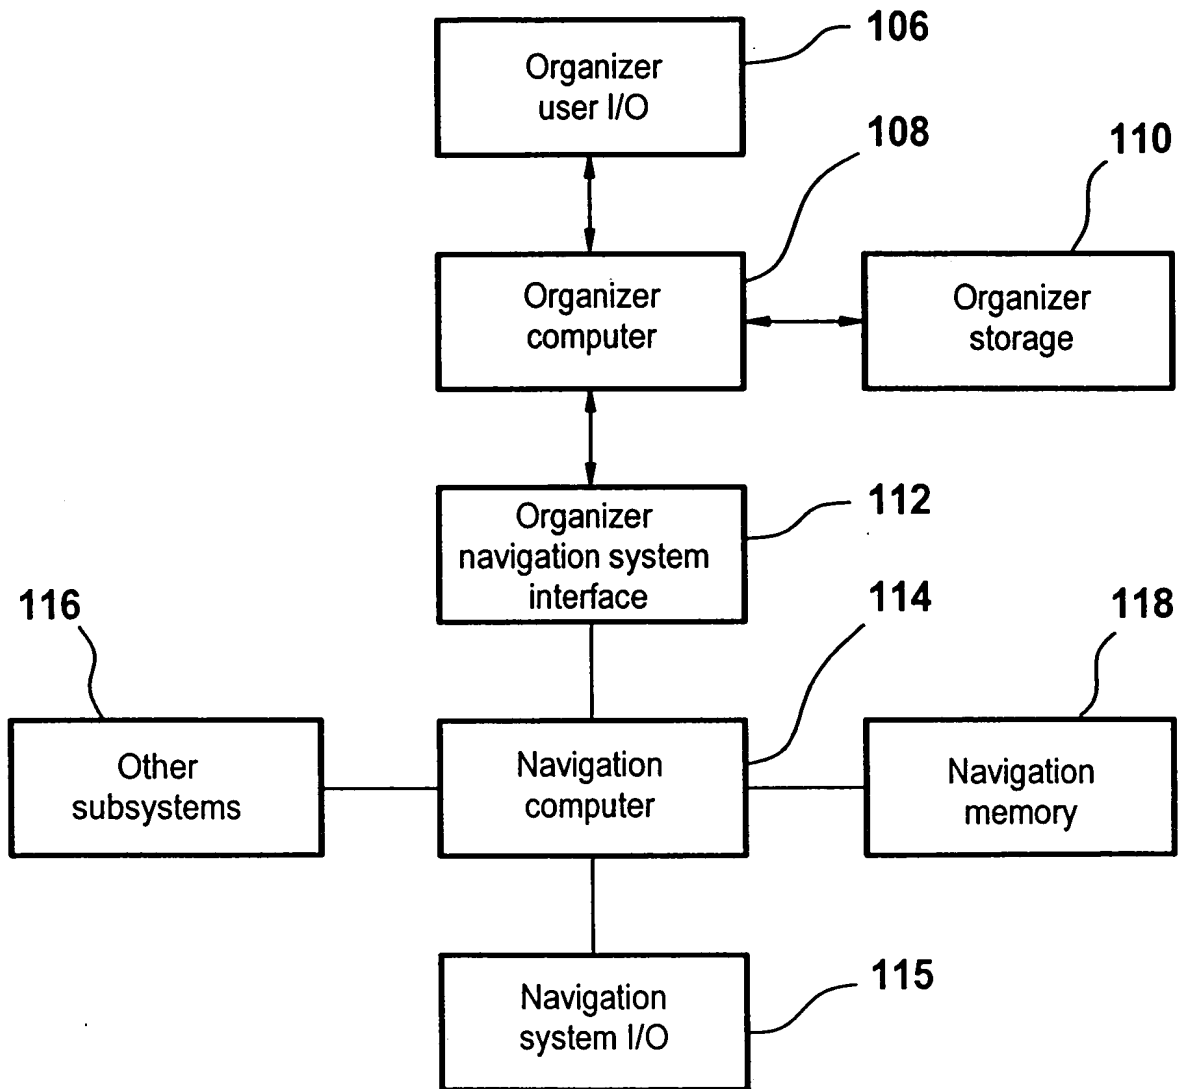 106
Organizer
user I/O
108
110
Organizer
computer
Organizer
storage
112
Organizer
navigation system
interface
116
114
118
Other
subsystems
Navigation
computer
Navigation
memory
115
Navigation
system I/O